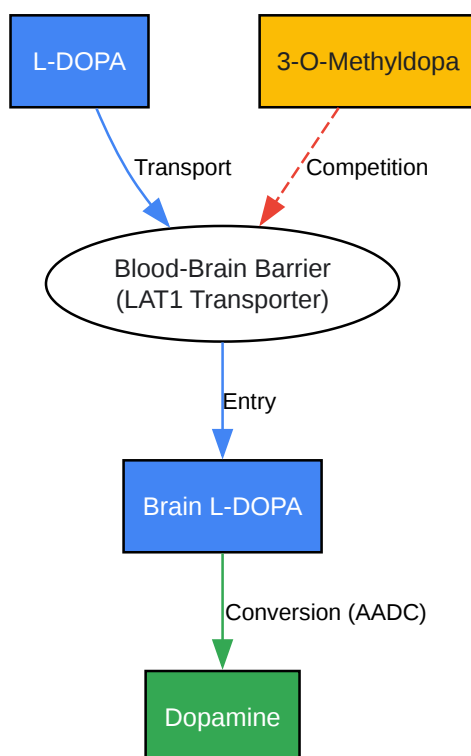 L-DOPA
3-O-Methyldopa
Transport
Competition
Blood-Brain Barrier
(LAT1 Transporter)
Entry
Brain L-DOPA
Conversion (AADC)
Dopamine